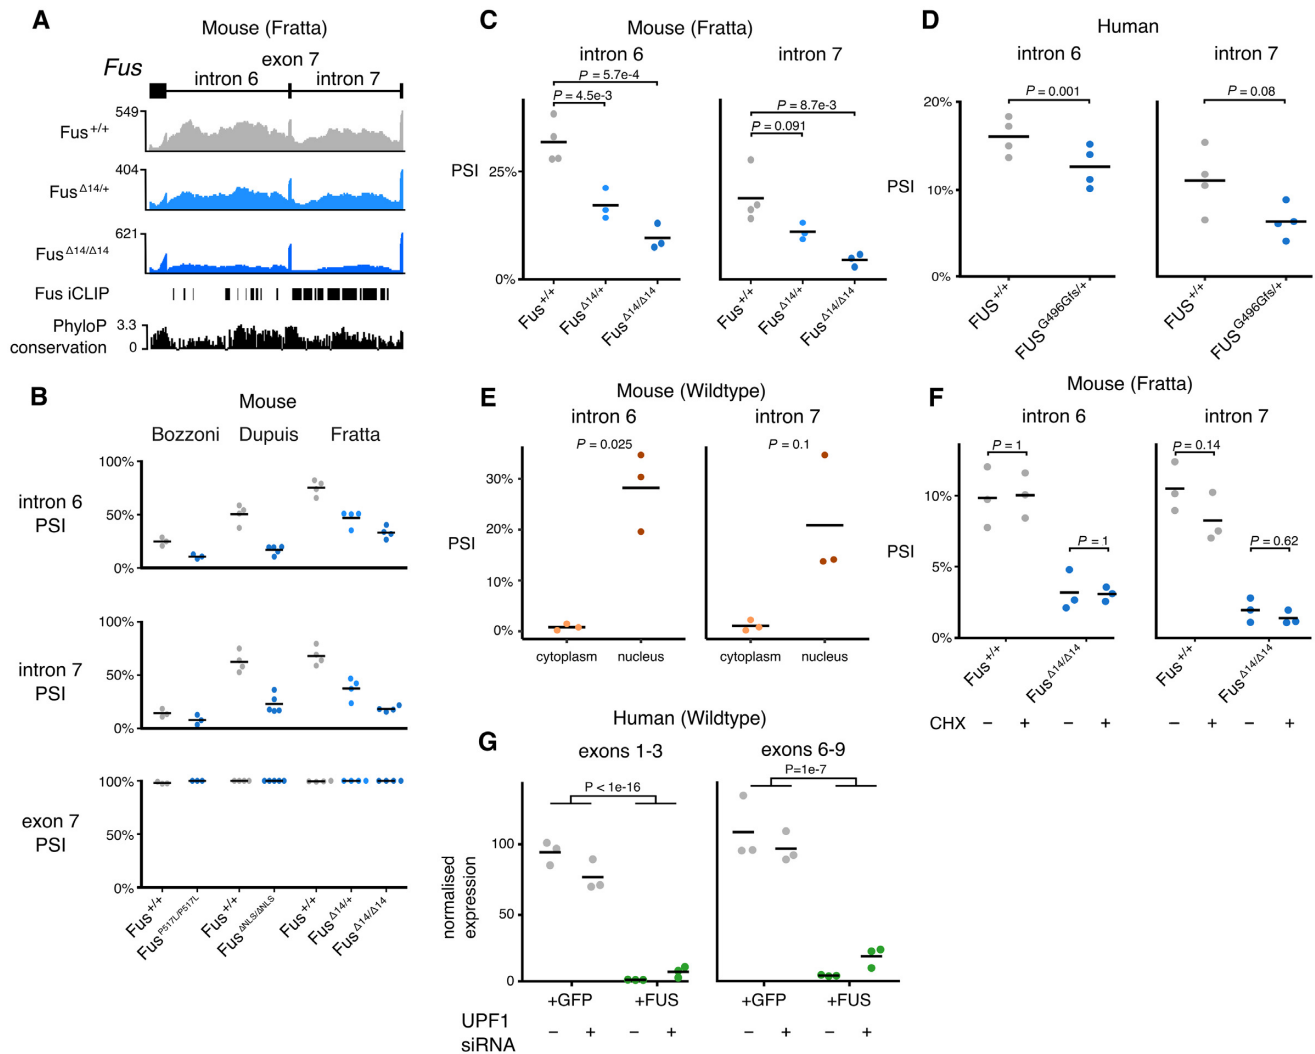 A
Mouse (Fratta)
Fus
exon 7
intron 6
intron 7
549
Fus+/+
404
FusΔ14/+
621
FusΔ14/Δ14
Fus iCLIP
PhyloP
conservation
3.3
0
B
Mouse
Bozzoni
Dupuis
Fratta
intron 6
PSI
100%
50%
0%
intron 7
PSI
100%
50%
0%
exon 7
PSI
100%
50%
0%
Fus+/+
FusP517L/P517L
Fus+/+
FusΔNLS/ΔNLS
Fus+/+
FusΔ14/+
FusΔ14/Δ14
C
Mouse (Fratta)
intron 6
intron 7
P = 5.7e-4
P = 4.5e-3
P = 8.7e-3
P = 0.091
PSI
25%
0%
Fus+/+
FusΔ14/+
FusΔ14/Δ14
Fus+/+
FusΔ14/+
FusΔ14/Δ14
D
Human
intron 6
intron 7
P = 0.001
P = 0.08
20%
PSI
10%
0%
FUS+/+
FUSG496Gfs/+
FUS+/+
FUSG496Gfs/+
E
Mouse (Wildtype)
intron 6
intron 7
P = 0.025
P = 0.1
30%
20%
PSI
10%
0%
cytoplasm
nucleus
cytoplasm
nucleus
F
Mouse (Fratta)
intron 6
intron 7
P = 1
P = 0.14
10%
PSI
P = 1
P = 0.62
5%
0%
Fus+/+
FusΔ14/Δ14
Fus+/+
FusΔ14/Δ14
CHX − + − + − + − +
G
Human (Wildtype)
exons 1-3
exons 6-9
P < 1e-16
P=1e-7
normalised
expression
100
50
0
+GFP
+FUS
+GFP
+FUS
UPF1
siRNA
− + − + − + − +